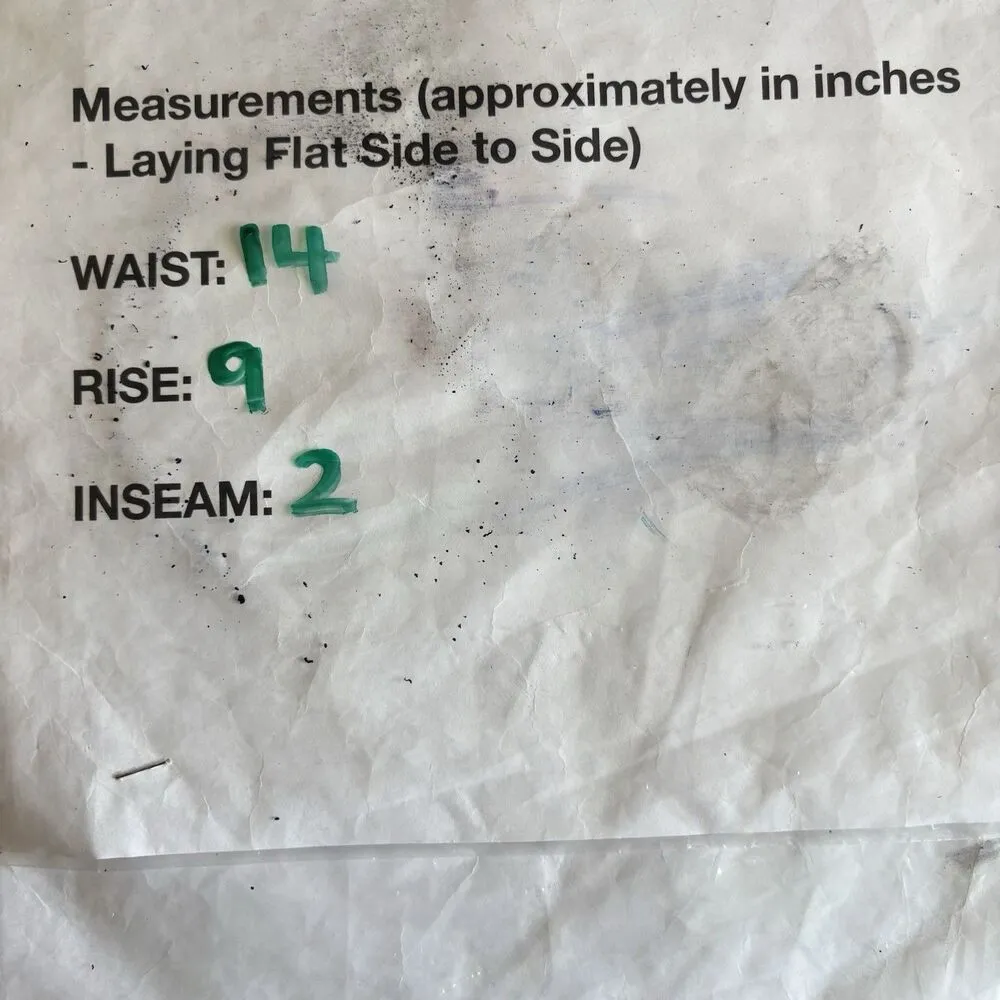 Measurements (approximately in inches
- Laying Flat Side to Side)
WAIST: 14
RISE: 9
INSEAM: 2